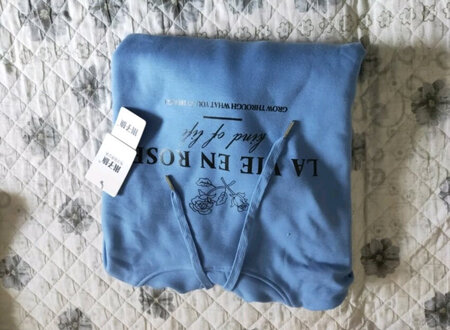 LA VIE EN ROSE
kind of life
GROW THROUGH WHAT YOU GO THROUGH